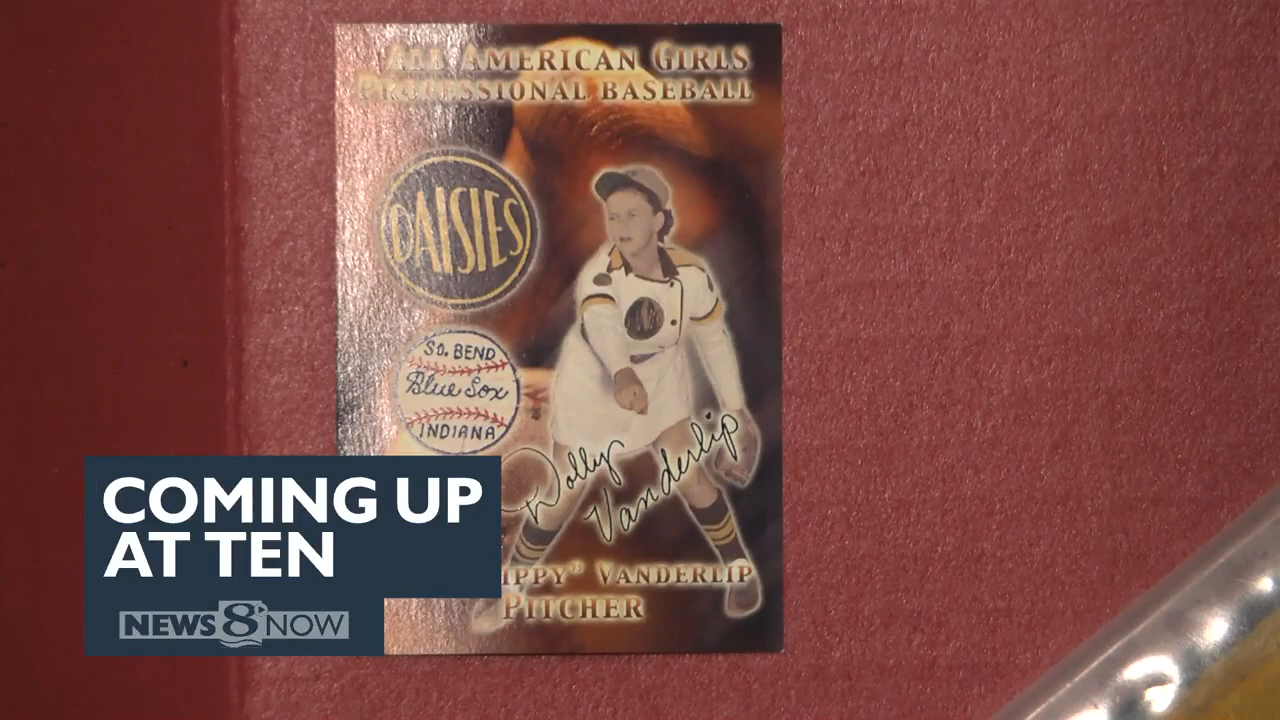 ALL AMERICAN GIRLS
PROFESSIONAL BASEBALL
DAISIES
SO. BEND
Blue Sox
INDIANA
Dolly
Vanderlip
IPPY" VANDERLIP
PITCHER
COMING UP
AT TEN
NEWS 8 NOW